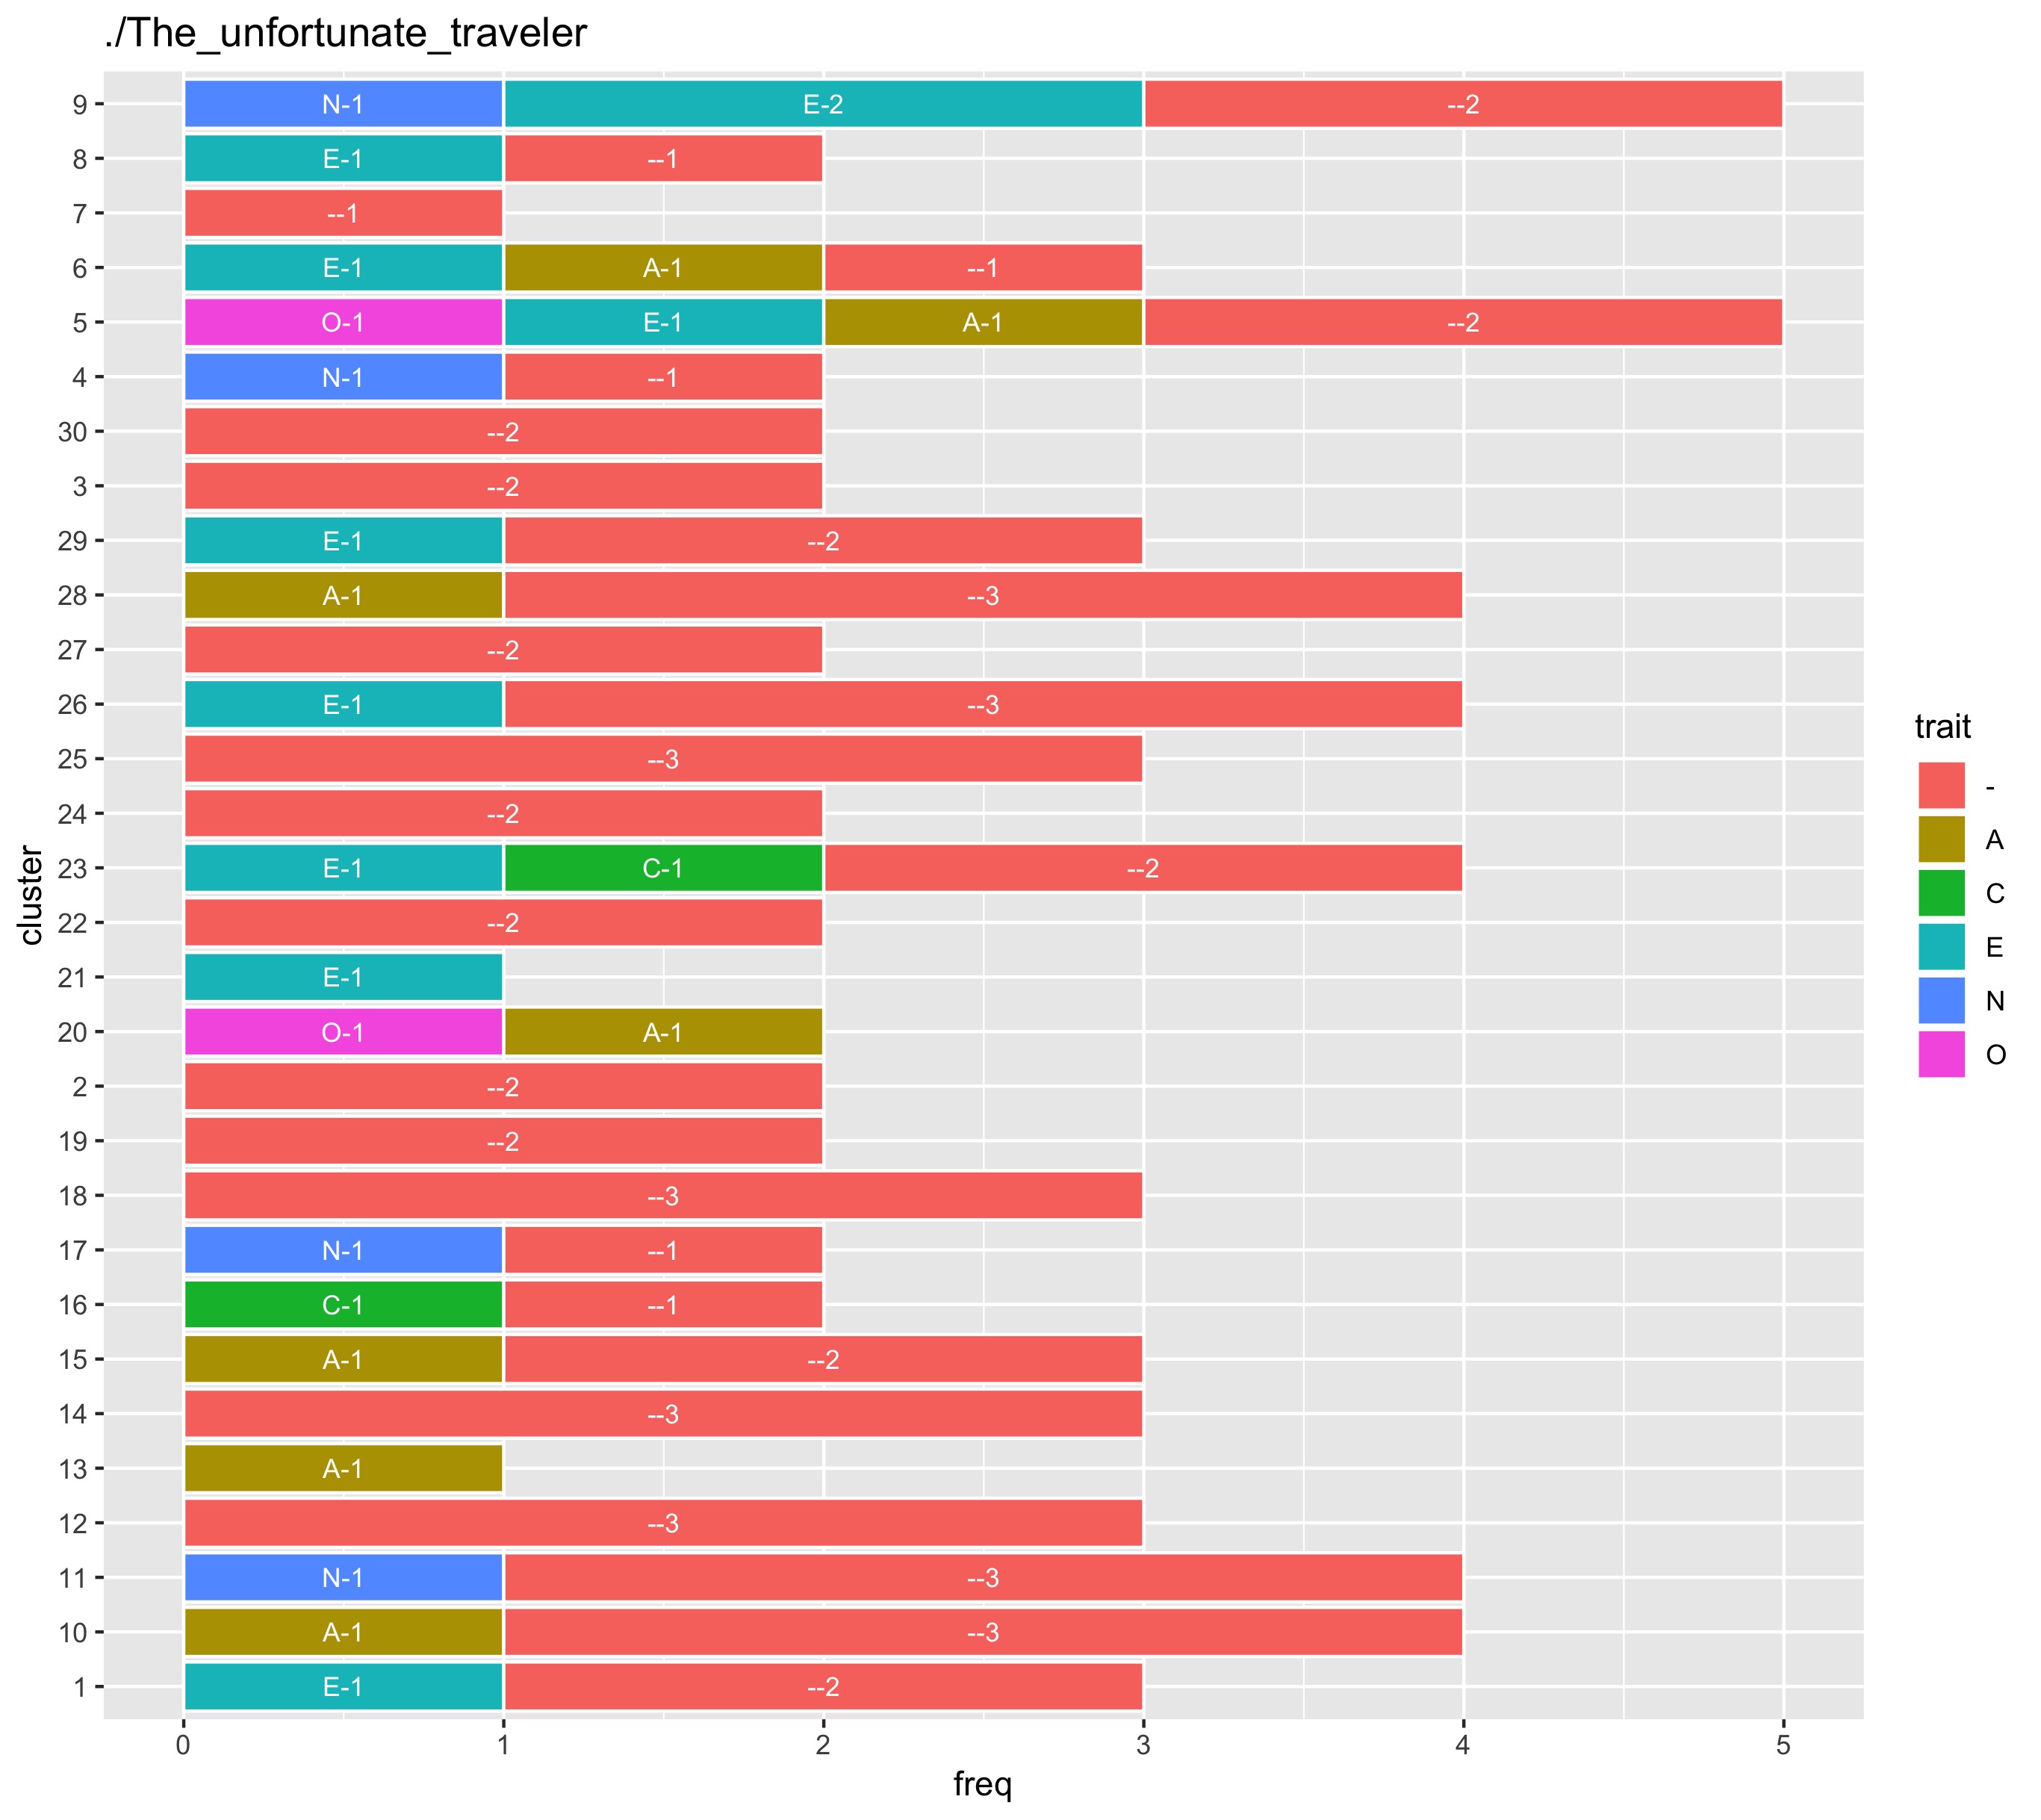 ./The_unfortunate_traveler
9 N-1 E-2 --2
8 E-1 --1
7 --1
6 E-1 A-1 --1
5 O-1 E-1 A-1 --2
4 N-1 --1
30 --2
3 --2
29 E-1 --2
28 A-1 --3
27 --2
26 E-1 --3
25 --3
24 --2
23 E-1 C-1 --2
22 --2
21 E-1
20 O-1 A-1
2 --2
19 --2
18 --3
17 N-1 --1
16 C-1 --1
15 A-1 --2
14 --3
13 A-1
12 --3
11 N-1 --3
10 A-1 --3
1 E-1 --2
0 1 2 3 4 5
freq
cluster
trait
-
A
C
E
N
O